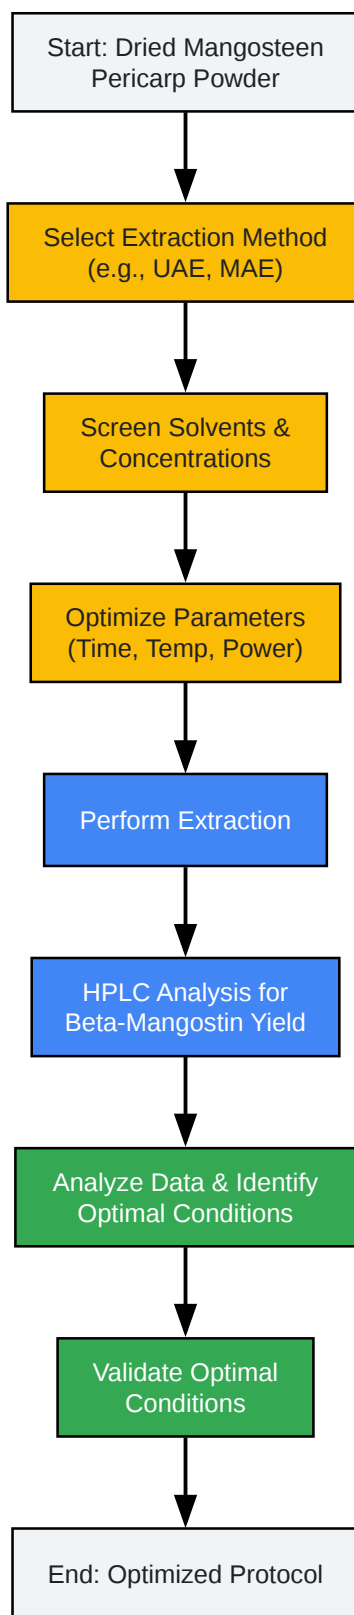 Start: Dried Mangosteen
Pericarp Powder
Select Extraction Method
(e.g., UAE, MAE)
Screen Solvents &
Concentrations
Optimize Parameters
(Time, Temp, Power)
Perform Extraction
HPLC Analysis for
Beta-Mangostin Yield
Analyze Data & Identify
Optimal Conditions
Validate Optimal
Conditions
End: Optimized Protocol